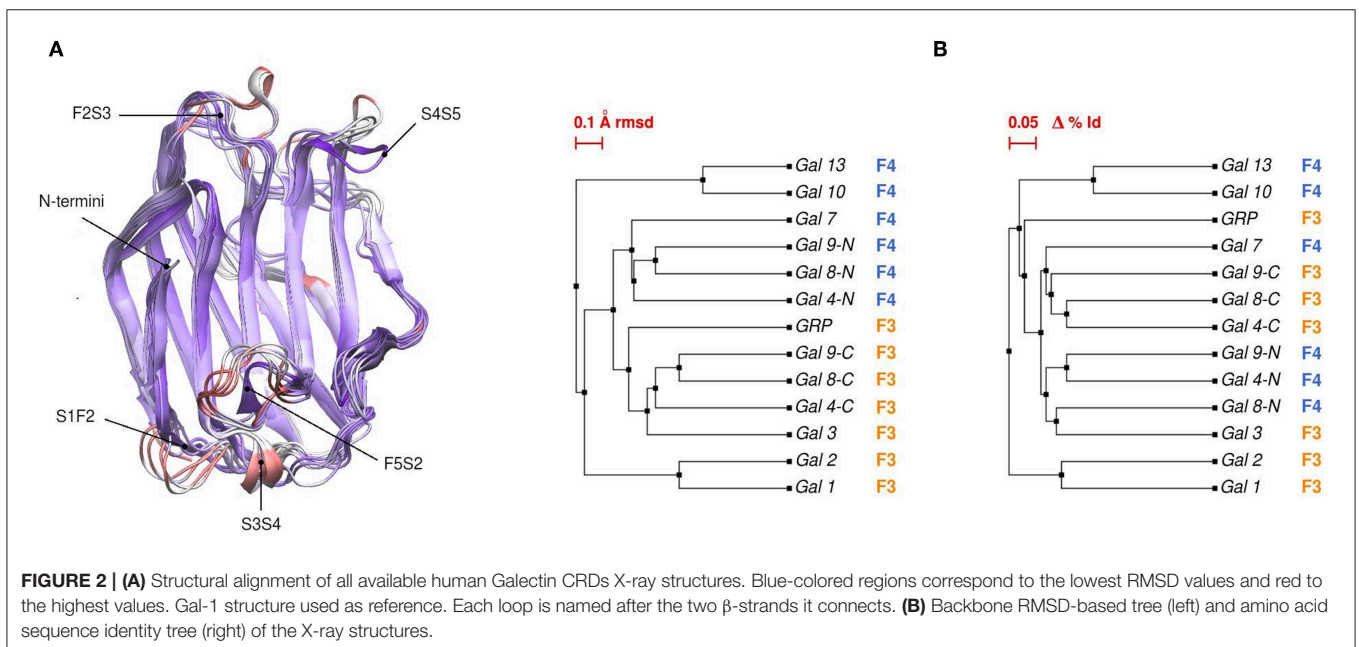 A
F2S3
S4S5
N-termini
S1F2
F5S2
S3S4
B
0.1 Å rmsd
Gal 13 F4
Gal 10 F4
Gal 7 F4
Gal 9-N F4
Gal 8-N F4
Gal 4-N F4
GRP F3
Gal 9-C F3
Gal 8-C F3
Gal 4-C F3
Gal 3 F3
Gal 2 F3
Gal 1 F3
0.05 Δ % Id
Gal 13 F4
Gal 10 F4
GRP F3
Gal 7 F4
Gal 9-C F3
Gal 8-C F3
Gal 4-C F3
Gal 9-N F4
Gal 4-N F4
Gal 8-N F4
Gal 3 F3
Gal 2 F3
Gal 1 F3
FIGURE 2 | (A) Structural alignment of all available human Galectin CRDs X-ray structures. Blue-colored regions correspond to the lowest RMSD values and red to
the highest values. Gal-1 structure used as reference. Each loop is named after the two β-strands it connects. (B) Backbone RMSD-based tree (left) and amino acid
sequence identity tree (right) of the X-ray structures.